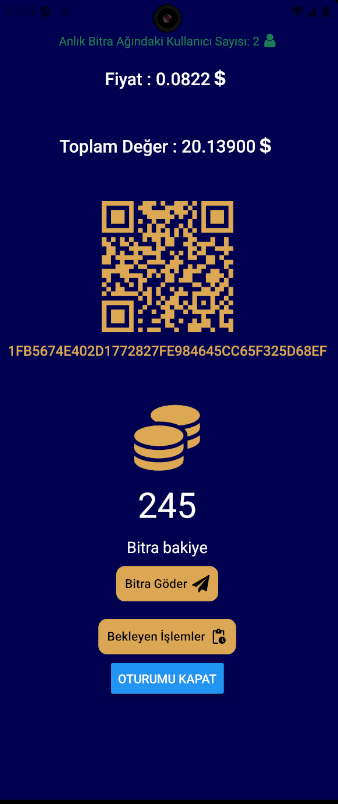 Anlık Bitra Ağındaki Kullanıcı Sayısı: 2
Fiyat : 0.0822 $
Toplam Değer : 20.13900 $
1FB5674E402D1772827FE984645CC65F325D68EF
245
Bitra bakiye
Bitra Göder
Bekleyen İşlemler
OTURUMU KAPAT